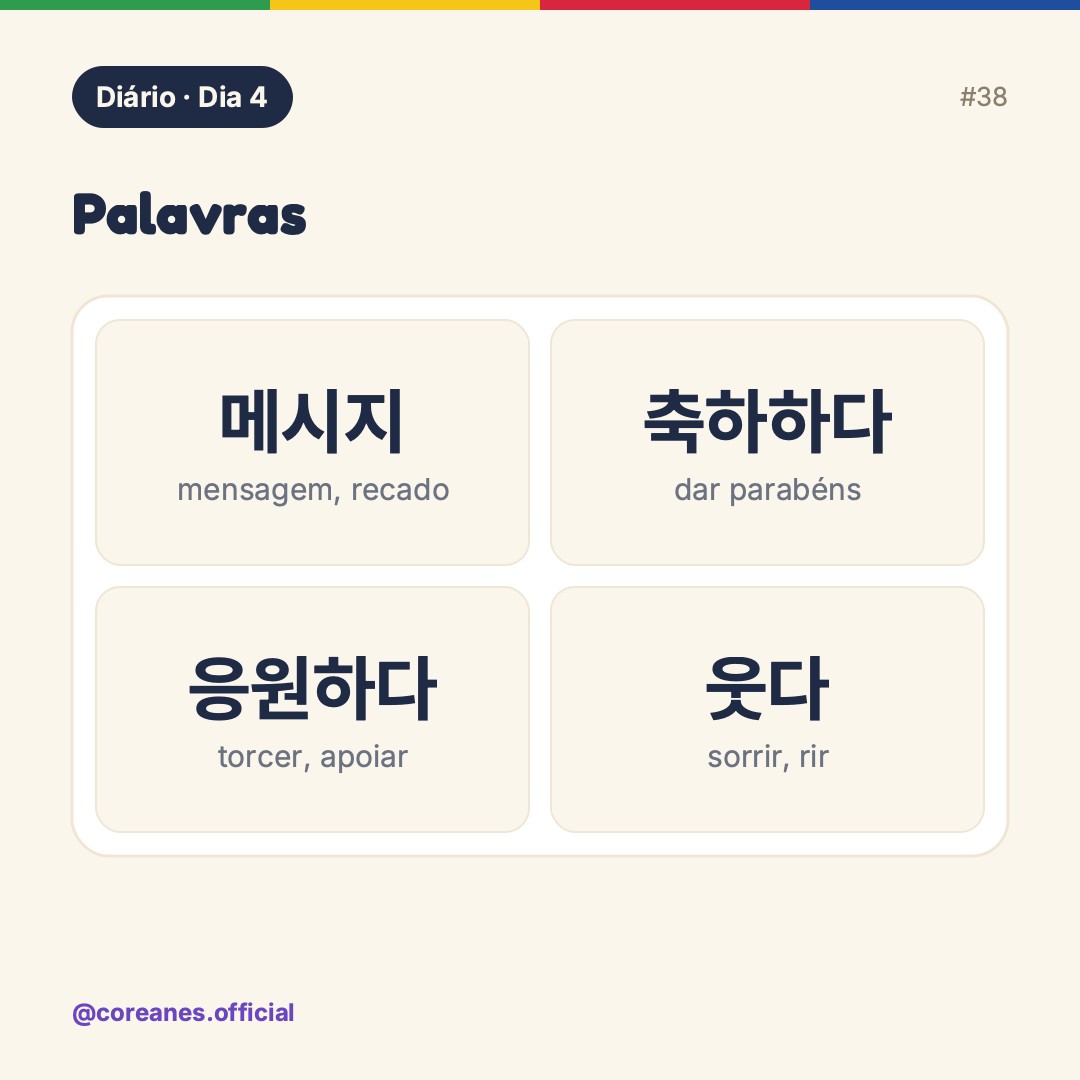 Diário · Dia 4
#38
Palavras
메시지
mensagem, recado
축하하다
dar parabéns
응원하다
torcer, apoiar
웃다
sorrir, rir
@coreanes.official